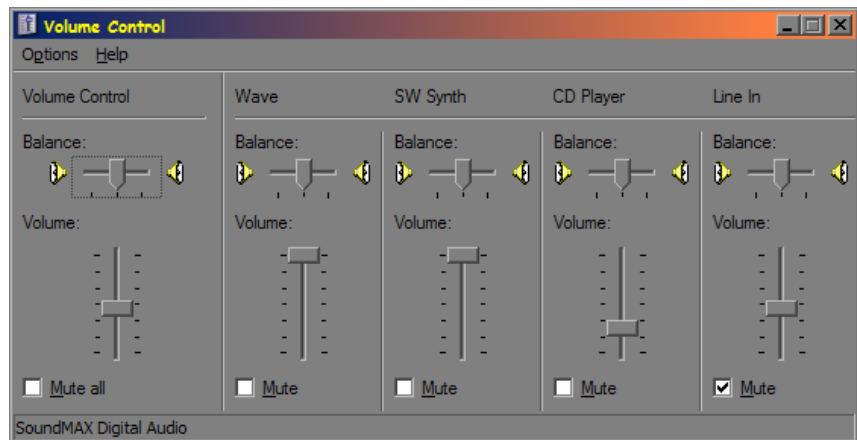 Volume Control
Options Help
Volume Control Wave SW Synth CD Player Line In
Balance: Balance: Balance: Balance: Balance:
Volume: Volume: Volume: Volume: Volume:
Mute all Mute Mute Mute Mute
SoundMAX Digital Audio